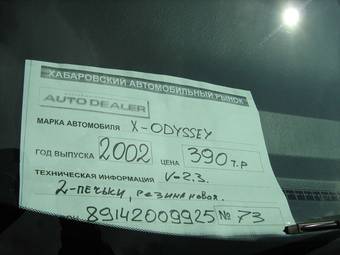 ХАБАРОВСКИЙ АВТОМОБИЛЬНЫЙ РЫНОК
AUTO DEALER
МАРКА АВТОМОБИЛЯ X-ODYSSEY
ГОД ВЫПУСКА 2002 ЦЕНА 390 Т.Р
ТЕХНИЧЕСКАЯ ИНФОРМАЦИЯ V-2.3.
2-печьки, резина новая.
89142009925 № 73